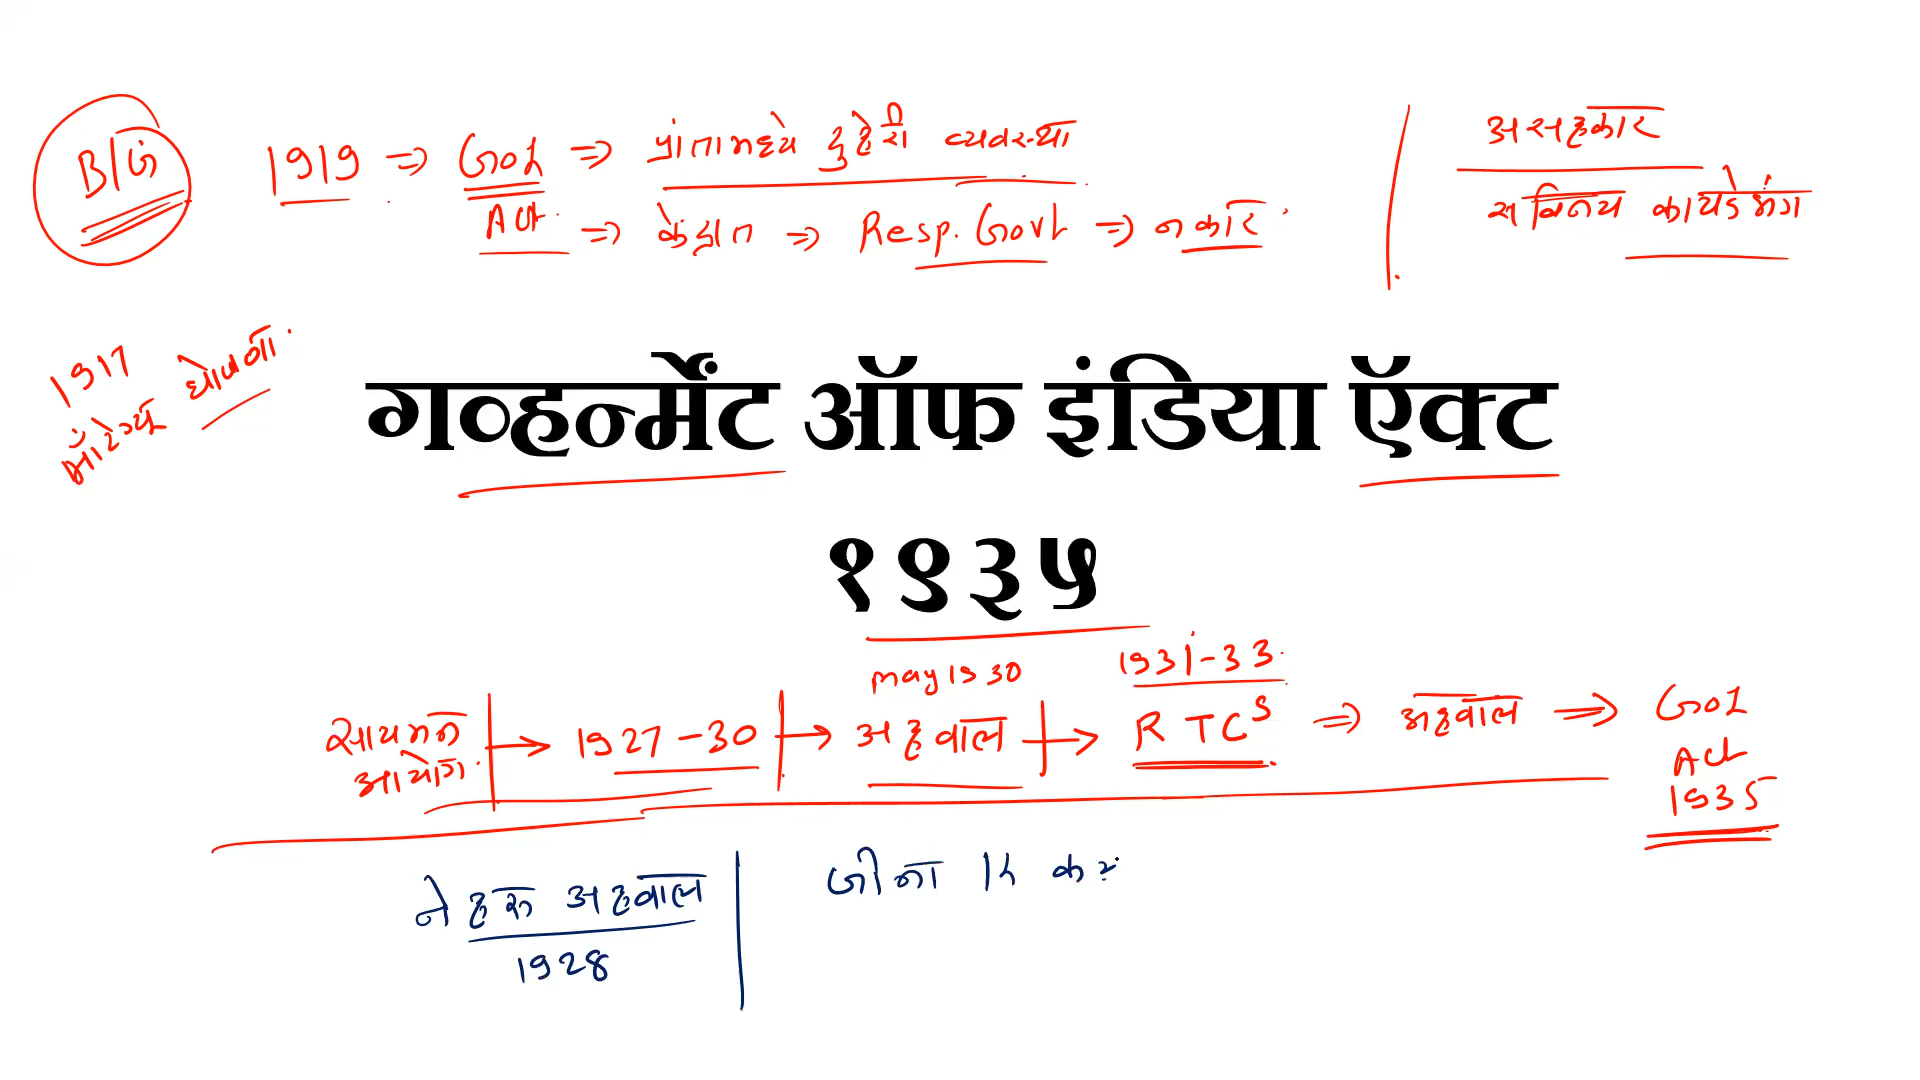 B/G
1919 ⇒ GoI ⇒ प्रांतामध्ये दुहेरी व्यवस्था
Act ⇒ केंद्रात ⇒ Resp. Govt ⇒ नकार
असहकार
सविनय कायदेभंग
1917
माँटेग्यू घोषणा
गव्हर्न्मेंट ऑफ इंडिया ऍक्ट
१९३५
may 1930
1931-33
सायमन आयोग → 1927-30 → अहवाल → RTCs ⇒ अहवाल ⇒ GoI Act 1935
नेहरु अहवाल
1928
जीना 14